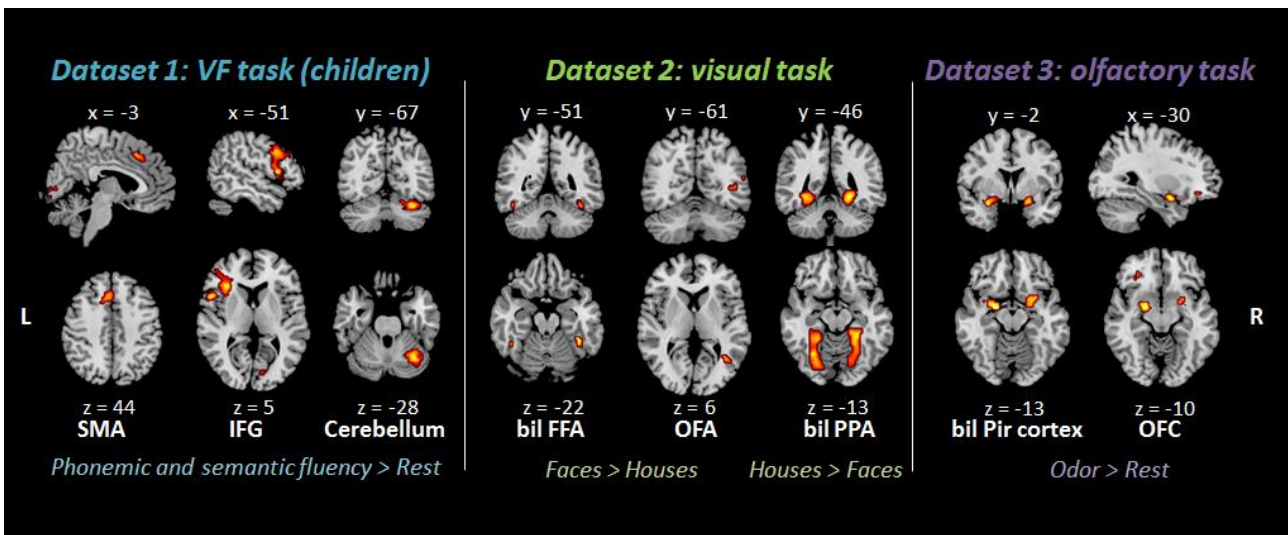 Dataset 1: VF task (children)
x = -3 x = -51 y = -67
L
z = 44 z = 5 z = -28
SMA IFG Cerebellum
Phonemic and semantic fluency > Rest
Dataset 2: visual task
y = -51 y = -61 y = -46
z = -22 z = 6 z = -13
bil FFA OFA bil PPA
Faces > Houses Houses > Faces
Dataset 3: olfactory task
y = -2 x = -30
R
z = -13 z = -10
bil Pir cortex OFC
Odor > Rest